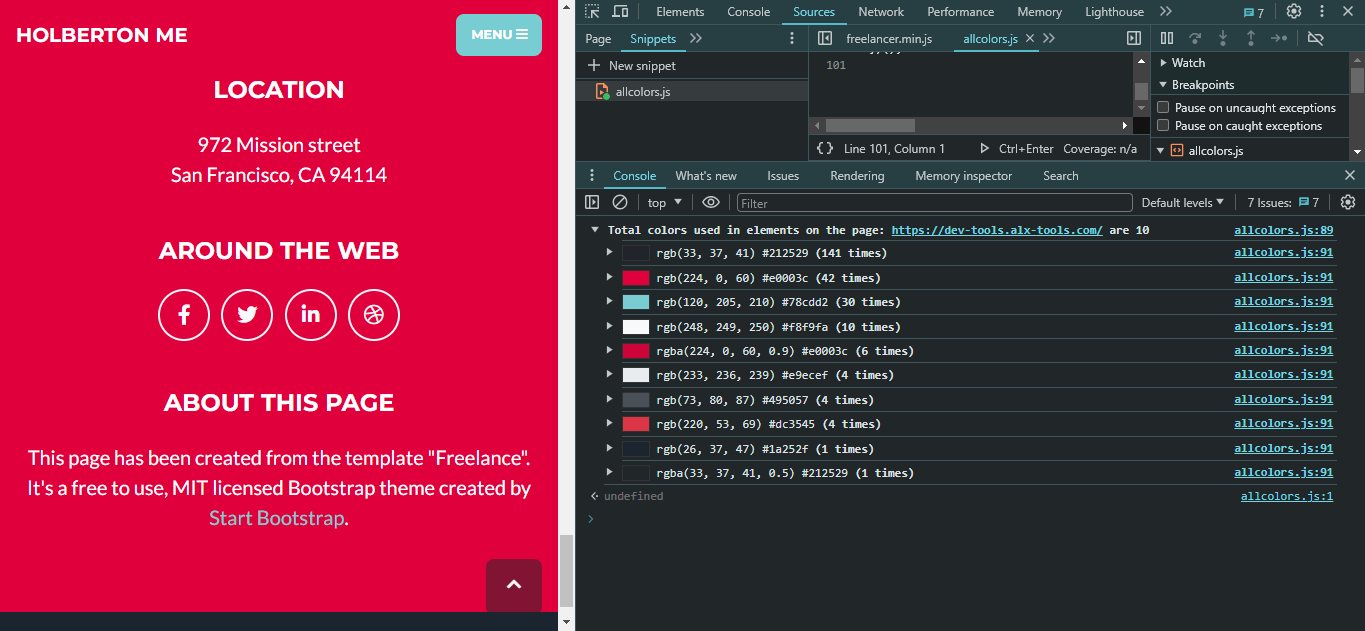 HOLBERTON ME
MENU
LOCATION
972 Mission street
San Francisco, CA 94114
AROUND THE WEB
ABOUT THIS PAGE
This page has been created from the template "Freelance".
It's a free to use, MIT licensed Bootstrap theme created by
Start Bootstrap.
Elements Console Sources Network Performance Memory Lighthouse 7
Page Snippets
freelancer.min.js allcolors.js
New snippet
allcolors.js
101
Line 101, Column 1 Ctrl+Enter Coverage: n/a
Watch
Breakpoints
Pause on uncaught exceptions
Pause on caught exceptions
allcolors.js
Console What's new Issues Rendering Memory inspector Search
top Filter Default levels 7 Issues: 7
Total colors used in elements on the page: https://dev-tools.alx-tools.com/ are 10 allcolors.js:89
rgb(33, 37, 41) #212529 (141 times) allcolors.js:91
rgb(224, 0, 60) #e0003c (42 times) allcolors.js:91
rgb(120, 205, 210) #78cdd2 (30 times) allcolors.js:91
rgb(248, 249, 250) #f8f9fa (10 times) allcolors.js:91
rgba(224, 0, 60, 0.9) #e0003c (6 times) allcolors.js:91
rgb(233, 236, 239) #e9ecef (4 times) allcolors.js:91
rgb(73, 80, 87) #495057 (4 times) allcolors.js:91
rgb(220, 53, 69) #dc3545 (4 times) allcolors.js:91
rgb(26, 37, 47) #1a252f (1 times) allcolors.js:91
rgba(33, 37, 41, 0.5) #212529 (1 times) allcolors.js:91
undefined allcolors.js:1